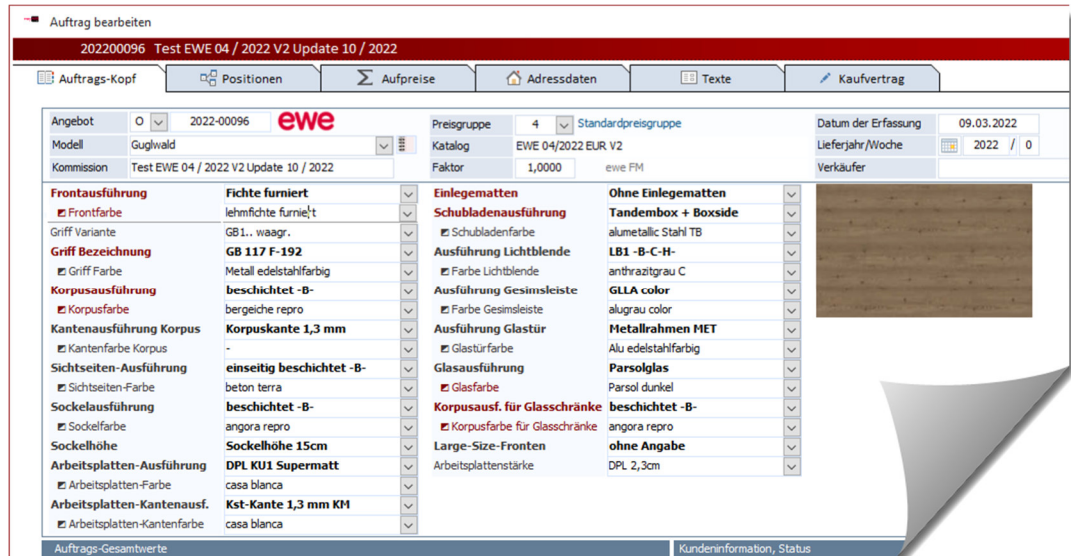 Auftrag bearbeiten
202200096 Test EWE 04 / 2022 V2 Update 10 / 2022
Auftrags-Kopf Positionen Aufpreise Adressdaten Texte Kaufvertrag
Angebot O 2022-00096 ewe Preisgruppe 4 Standardpreisgruppe Datum der Erfassung 09.03.2022
Modell Guglwald Katalog EWE 04/2022 EUR V2 Lieferjahr/Woche 2022 / 0
Kommission Test EWE 04 / 2022 V2 Update 10 / 2022 Faktor 1,0000 ewe FM Verkäufer
Frontausführung Fichte furniert Einlegematten Ohne Einlegematten
Frontfarbe lehmfichte furniert Schubladenausführung Tandembox + Boxside
Griff Variante GB1.. waagr. Schubladenfarbe alumetallic Stahl TB
Griff Bezeichnung GB 117 F-192 Ausführung Lichtblende LB1 -B-C-H-
Griff Farbe Metall edelstahlfarbig Farbe Lichtblende anthrazitgrau C
Korpusausführung beschichtet -B- Ausführung Gesimsleiste GLLA color
Korpusfarbe bergeiche repro Farbe Gesimsleiste alugrau color
Kantenausführung Korpus Korpuskante 1,3 mm Ausführung Glastür Metallrahmen MET
Kantenfarbe Korpus - Glastürfarbe Alu edelstahlfarbig
Sichtseiten-Ausführung einseitig beschichtet -B- Glasausführung Parsolglas
Sichtseiten-Farbe beton terra Glasfarbe Parsol dunkel
Sockelausführung beschichtet -B- Korpusausf. für Glasschränke beschichtet -B-
Sockelfarbe angora repro Korpusfarbe für Glasschränke angora repro
Sockelhöhe Sockelhöhe 15cm Large-Size-Fronten ohne Angabe
Arbeitsplatten-Ausführung DPL KU1 Supermatt Arbeitsplattenstärke DPL 2,3cm
Arbeitsplatten-Farbe casa blanca
Arbeitsplatten-Kantenausf. Kst-Kante 1,3 mm KM
Arbeitsplatten-Kantenfarbe casa blanca
Auftrags-Gesamtwerte Kundeninformation, Status